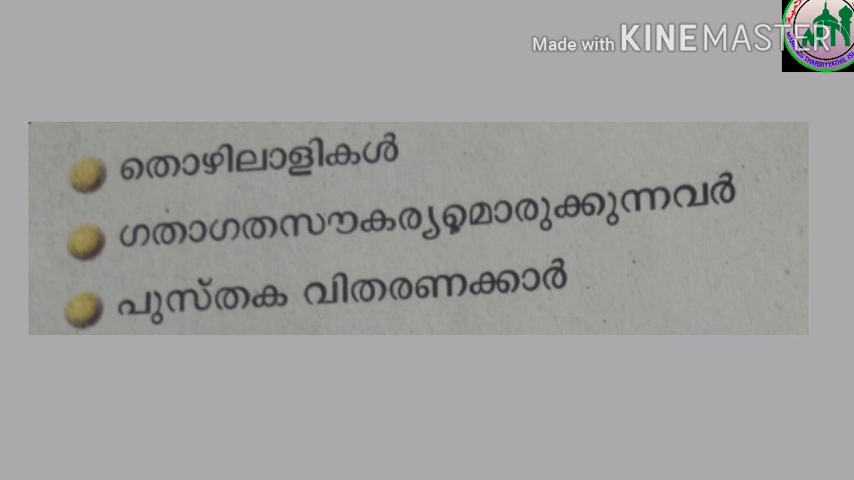 Made with KINEMASTER
തൊഴിലാളികൾ
ഗതാഗതസൗകര്യമൊരുക്കുന്നവർ
പുസ്തക വിതരണക്കാർ